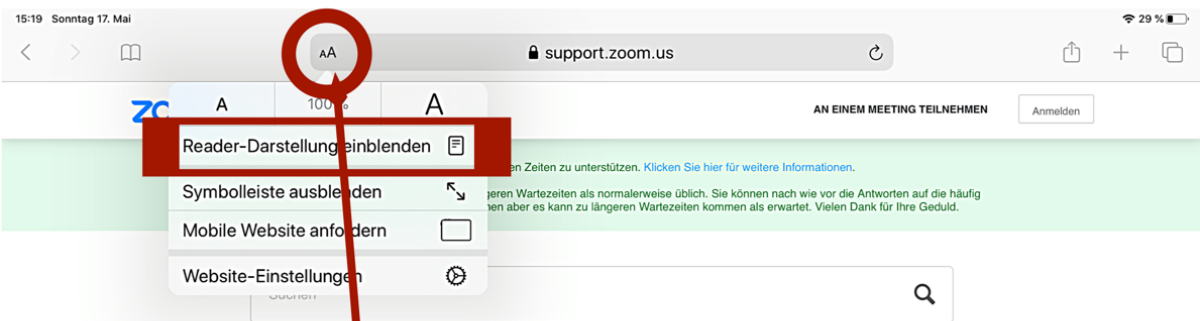 15:19 Sonntag 17. Mai 29 %
AA support.zoom.us
A 100 % A
AN EINEM MEETING TEILNEHMEN Anmelden
Reader-Darstellung einblenden
en Zeiten zu unterstützen. Klicken Sie hier für weitere Informationen.
Symbolleiste ausblenden
geren Wartezeiten als normalerweise üblich. Sie können nach wie vor die Antworten auf die häufig
nen aber es kann zu längeren Wartezeiten kommen als erwartet. Vielen Dank für Ihre Geduld.
Mobile Website anfordern
Website-Einstellungen
Suchen